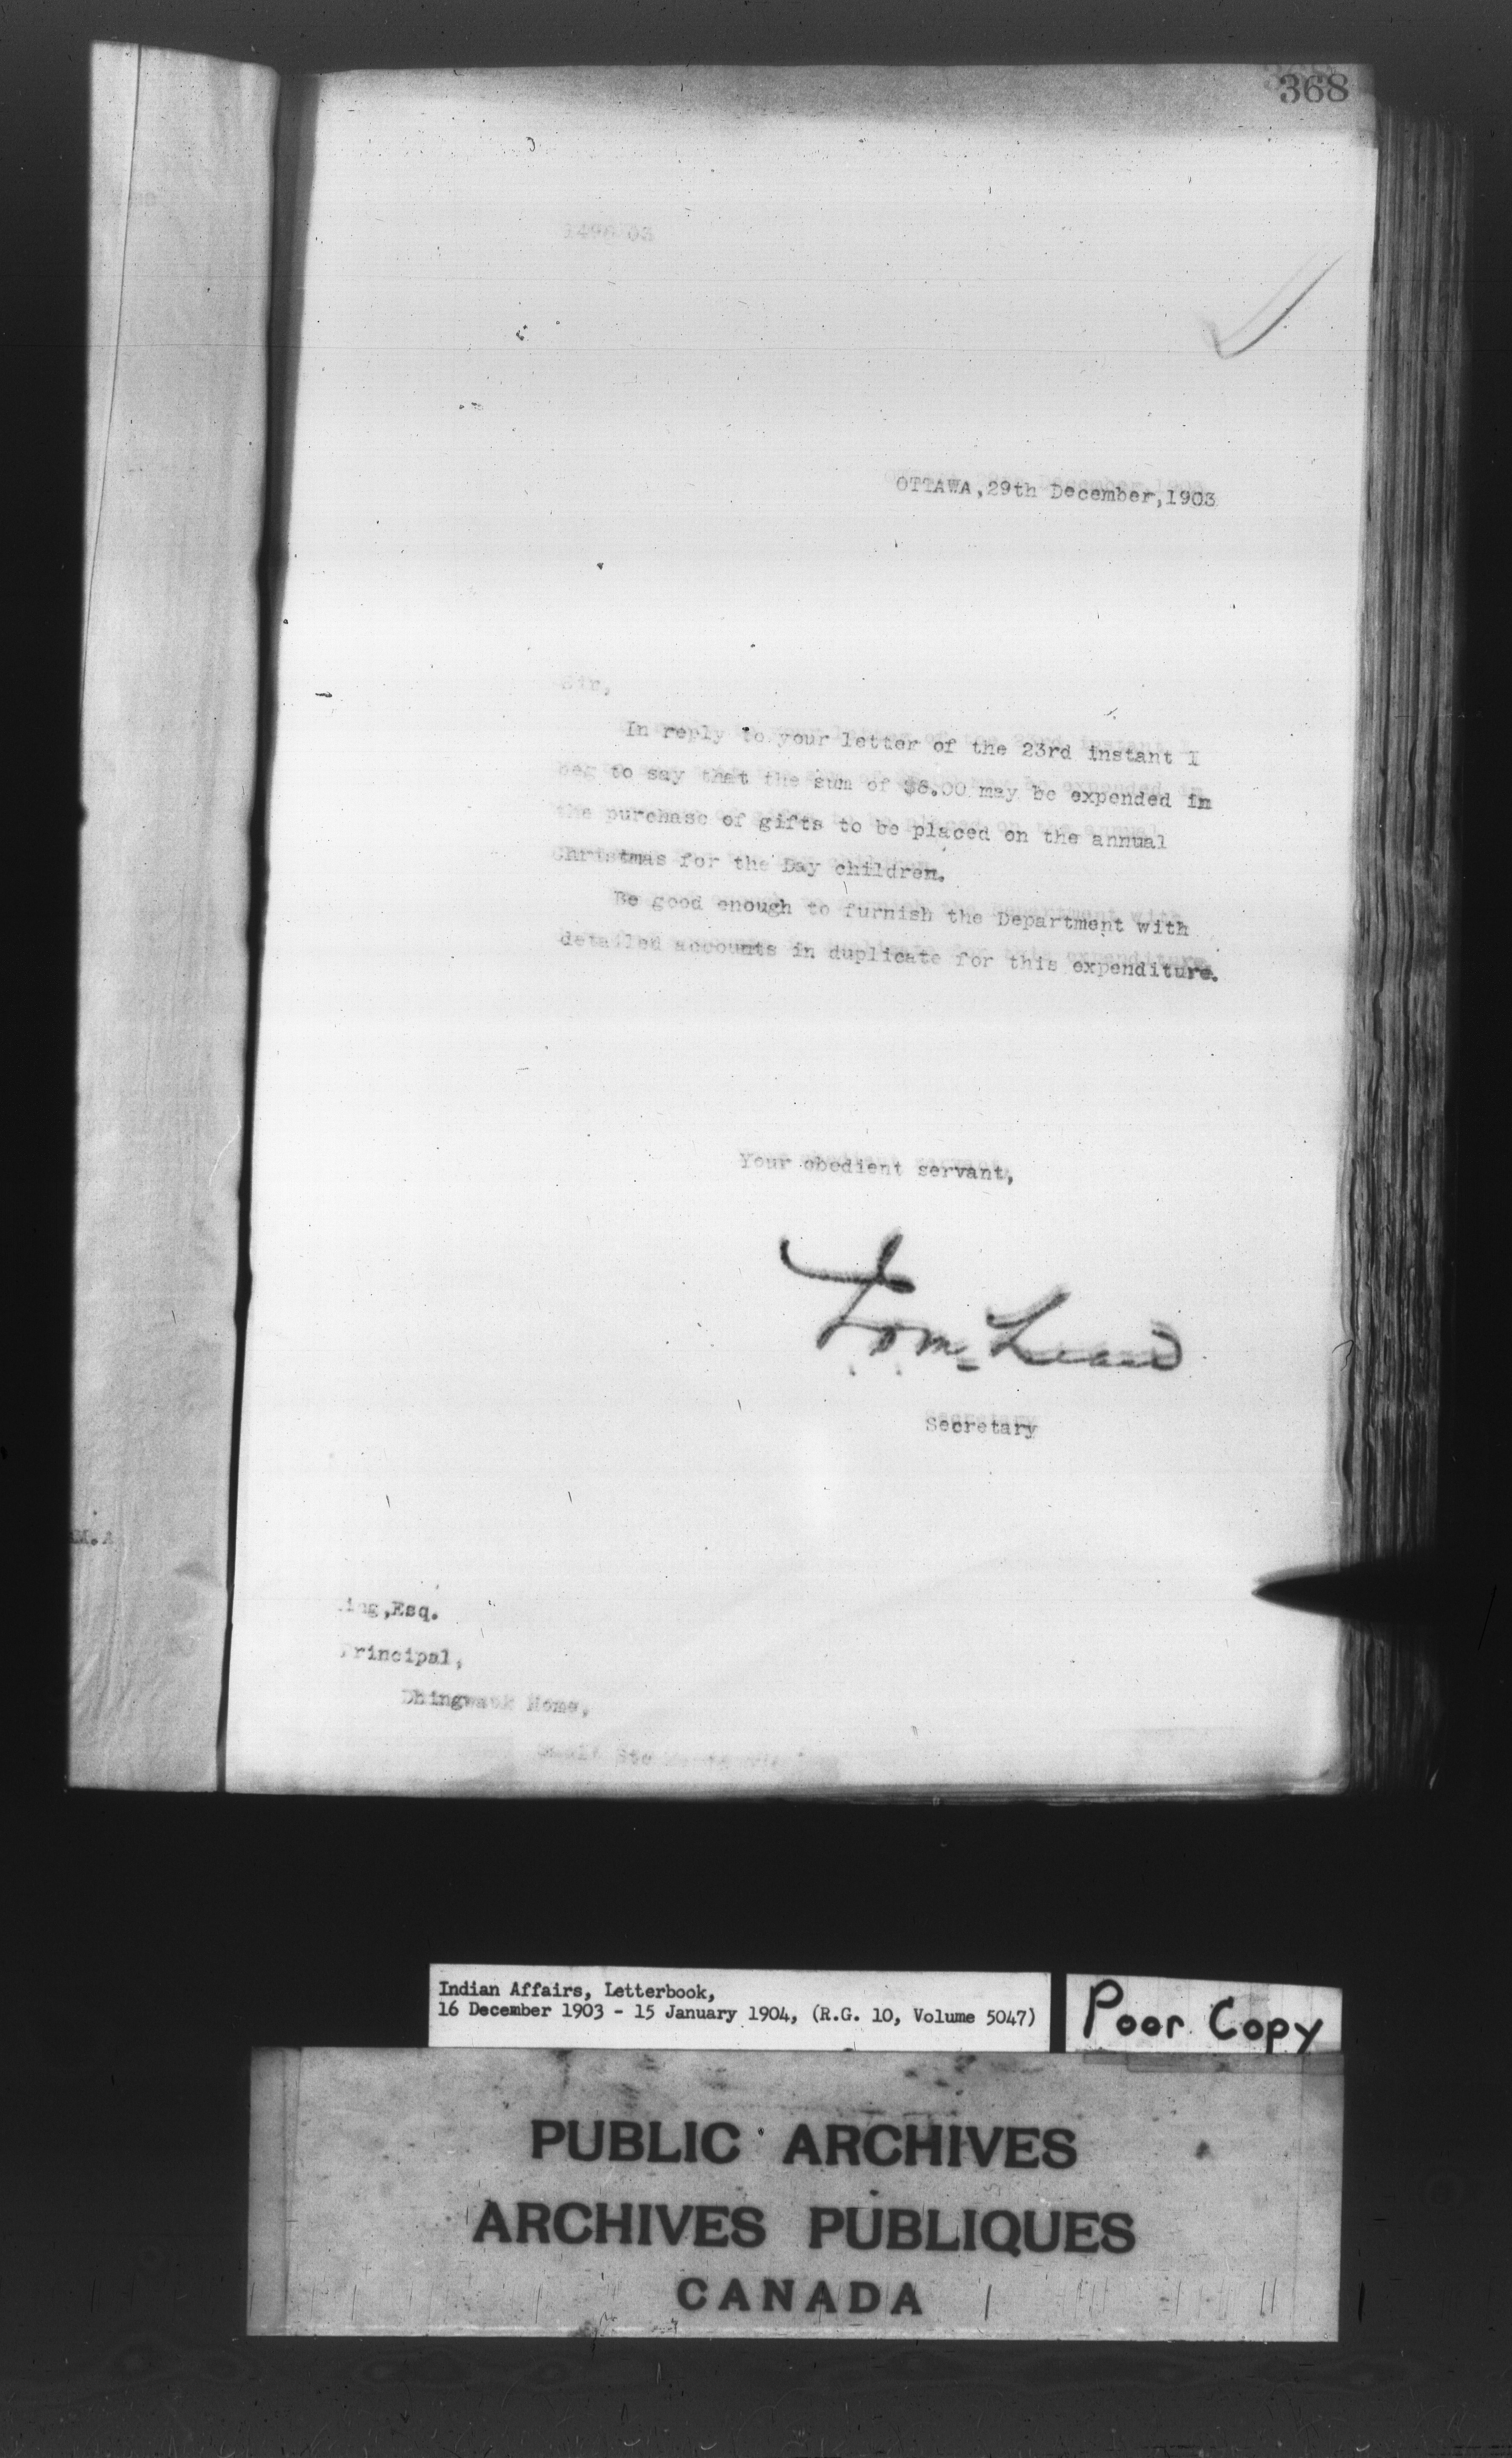 368
OTTAWA, 29th December, 1903
Sir,
In reply to your letter of the 23rd instant I
beg to say that the sum of $6.00 may be expended in
the purchase of gifts to be placed on the annual
Christmas for the Day children.
Be good enough to furnish the Department with
detailed accounts in duplicate for this expenditure.
Your obedient servant,
Secretary
M.A
ing, Esq.
Principal,
Home,
Indian Affairs, Letterbook,
16 December 1903 - 15 January 1904, (R.G. 10, Volume 5047)
Poor Copy
PUBLIC ARCHIVES
ARCHIVES PUBLIQUES
CANADA